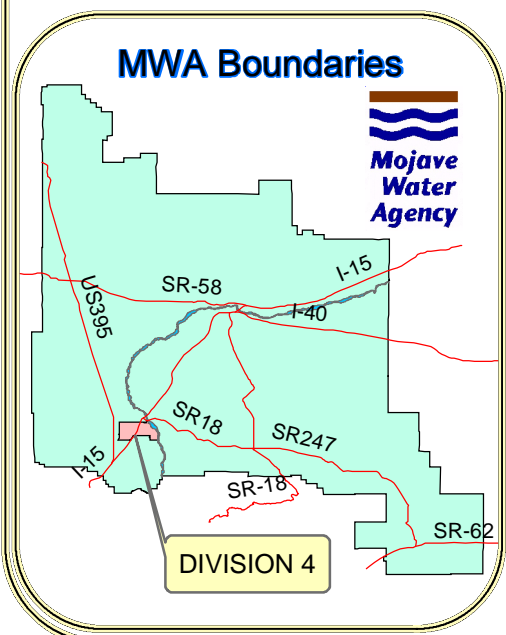 MWA Boundaries
Mojave
Water
Agency
I-15
SR-58
US395
I-40
SR18
SR247
I-15
SR-18
SR-62
DIVISION 4